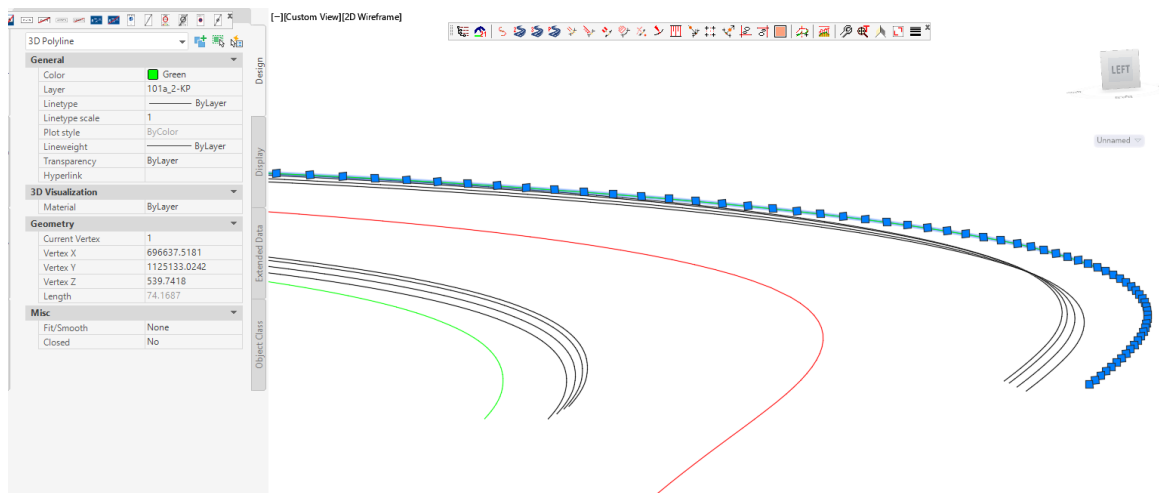 [−][Custom View][2D Wireframe]
3D Polyline
General
Color Green
Layer 101a_2-KP
Linetype ByLayer
Linetype scale 1
Plot style ByColor
Lineweight ByLayer
Transparency ByLayer
Hyperlink
3D Visualization
Material ByLayer
Geometry
Current Vertex 1
Vertex X 696637.5181
Vertex Y 1125133.0242
Vertex Z 539.7418
Length 74.1687
Misc
Fit/Smooth None
Closed No
Design
Display
Extended Data
Object Class
LEFT
Unnamed